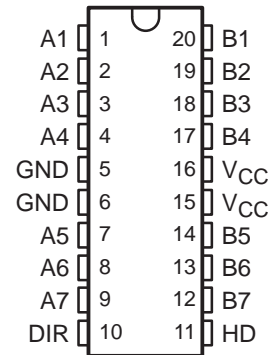 A1 1 20 B1
A2 2 19 B2
A3 3 18 B3
A4 4 17 B4
GND 5 16 VCC
GND 6 15 VCC
A5 7 14 B5
A6 8 13 B6
A7 9 12 B7
DIR 10 11 HD